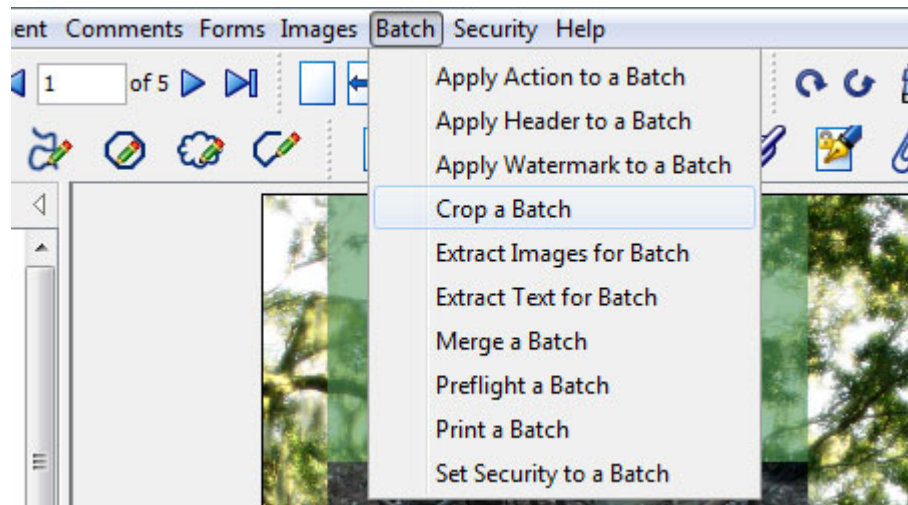 ent Comments Forms Images Batch Security Help
1 of 5
Apply Action to a Batch
Apply Header to a Batch
Apply Watermark to a Batch
Crop a Batch
Extract Images for Batch
Extract Text for Batch
Merge a Batch
Preflight a Batch
Print a Batch
Set Security to a Batch